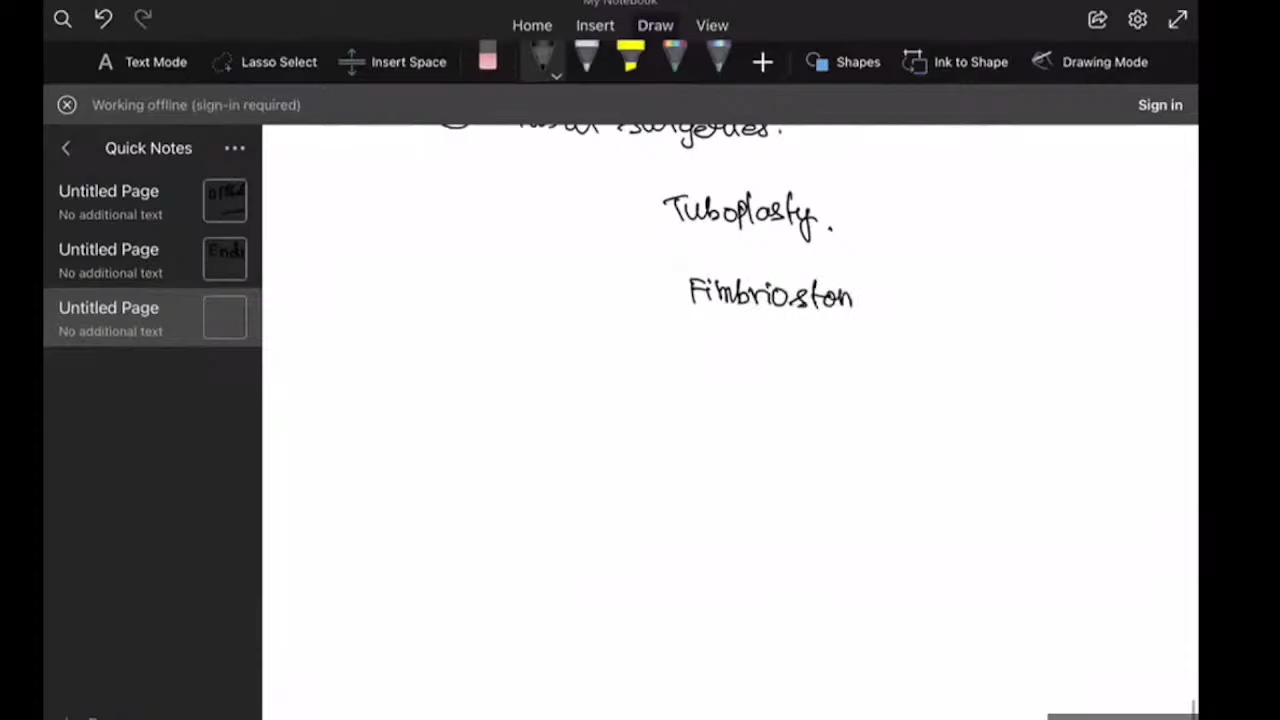 My Notebook
Home Insert Draw View
Text Mode Lasso Select Insert Space Shapes Ink to Shape Drawing Mode
Working offline (sign-in required) Sign in
Quick Notes
Untitled Page
No additional text
Untitled Page
No additional text
Untitled Page
No additional text
surgeries.
Tuboplasty.
Fimbrioston